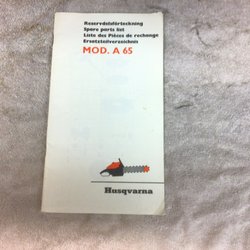 Reservdelsförteckning
Spare parts list
Liste des Pièces de rechange
Ersatzteilverzeichnis
MOD. A 65
Husqvarna